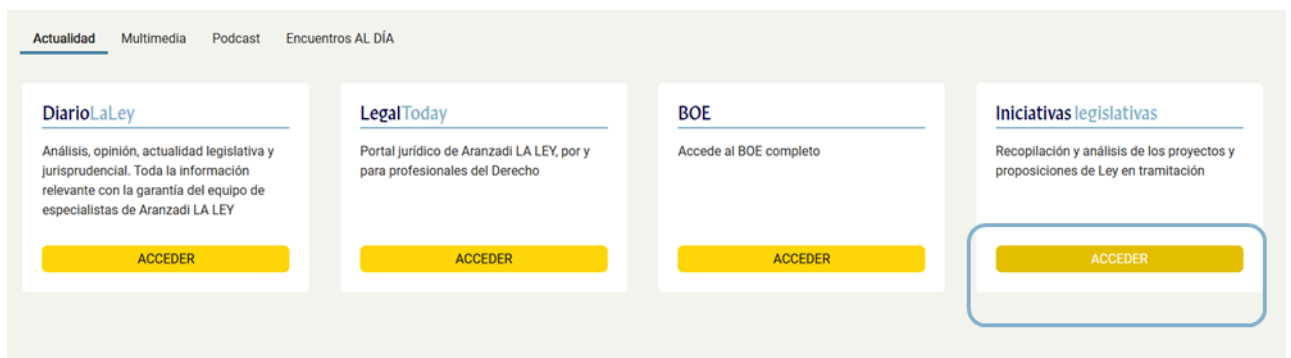 Actualidad Multimedia Podcast Encuentros AL DÍA
DiarioLaLey
Análisis, opinión, actualidad legislativa y
jurisprudencial. Toda la información
relevante con la garantía del equipo de
especialistas de Aranzadi LA LEY
ACCEDER
LegalToday
Portal jurídico de Aranzadi LA LEY, por y
para profesionales del Derecho
ACCEDER
BOE
Accede al BOE completo
ACCEDER
Iniciativas legislativas
Recopilación y análisis de los proyectos y
proposiciones de Ley en tramitación
ACCEDER